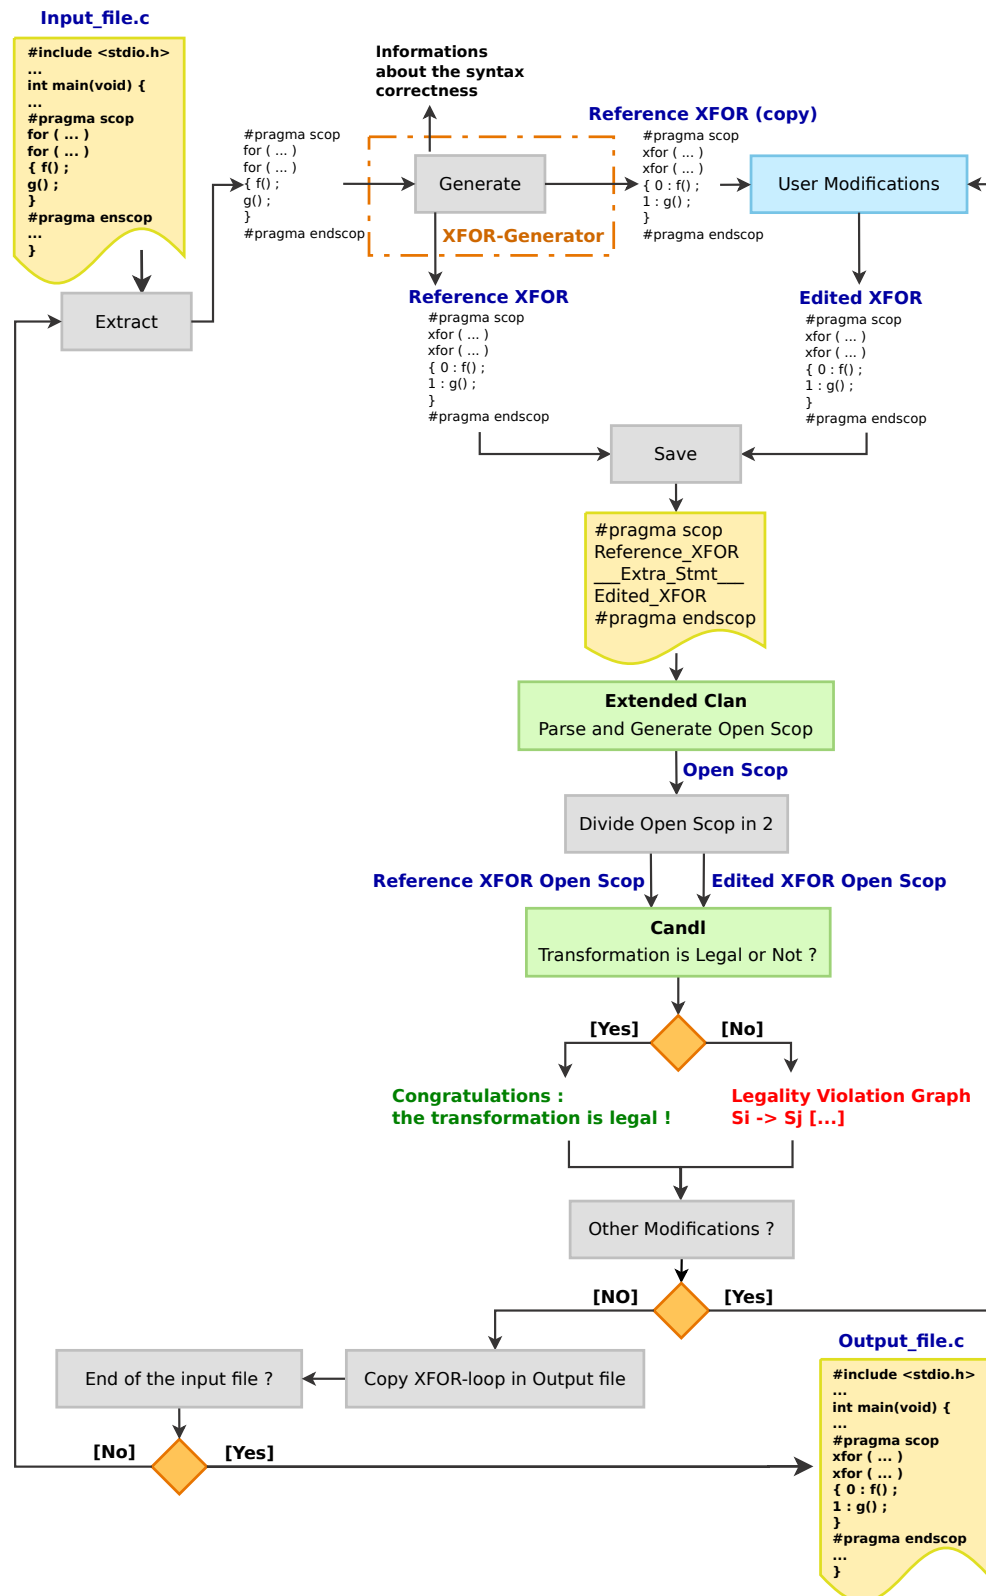 Input_file.c
#include <stdio.h>
...
int main(void) {
...
#pragma scop
for ( ... )
for ( ... )
{ f() ;
g() ;
}
#pragma enscop
...
}
Extract
#pragma scop
for ( ... )
for ( ... )
{ f() ;
g() ;
}
#pragma endscop
Informations
about the syntax
correctness
Generate
XFOR-Generator
Reference XFOR (copy)
#pragma scop
xfor ( ... )
xfor ( ... )
{ 0 : f() ;
1 : g() ;
}
#pragma endscop
User Modifications
Reference XFOR
#pragma scop
xfor ( ... )
xfor ( ... )
{ 0 : f() ;
1 : g() ;
}
#pragma endscop
Edited XFOR
#pragma scop
xfor ( ... )
xfor ( ... )
{ 0 : f() ;
1 : g() ;
}
#pragma endscop
Save
#pragma scop
Reference_XFOR
___Extra_Stmt___
Edited_XFOR
#pragma endscop
Extended Clan
Parse and Generate Open Scop
Open Scop
Divide Open Scop in 2
Reference XFOR Open Scop
Edited XFOR Open Scop
Candl
Transformation is Legal or Not ?
[Yes]
[No]
Congratulations :
the transformation is legal !
Legality Violation Graph
Si -> Sj [...]
Other Modifications ?
[NO]
[Yes]
Copy XFOR-loop in Output file
End of the input file ?
[No]
[Yes]
Output_file.c
#include <stdio.h>
...
int main(void) {
...
#pragma scop
xfor ( ... )
xfor ( ... )
{ 0 : f() ;
1 : g() ;
}
#pragma endscop
...
}